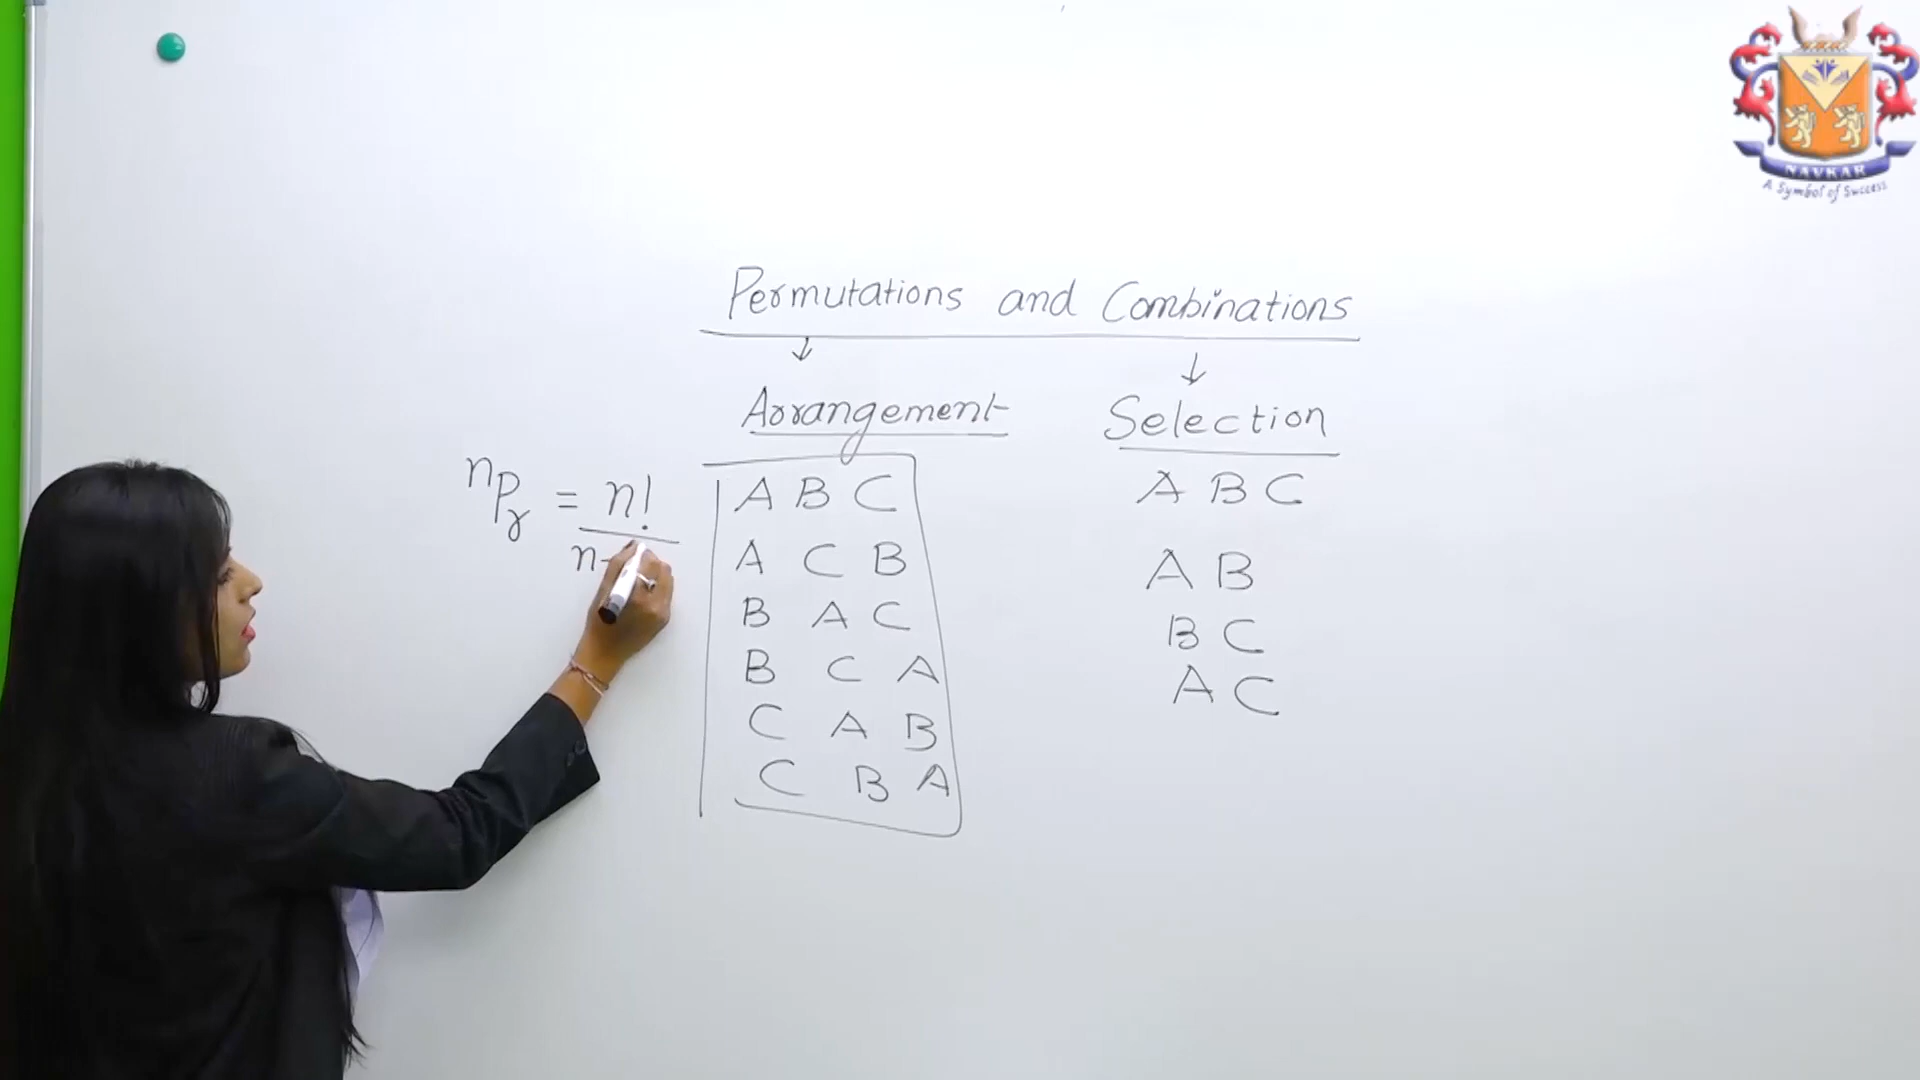 NAVKAR
A Symbol of Success
Permutations and Combinations
↓ ↓
Arrangement Selection
nPr = n!
n-
A B C
A C B
B A C
B C A
C A B
C B A
A B C
A B
B C
A C